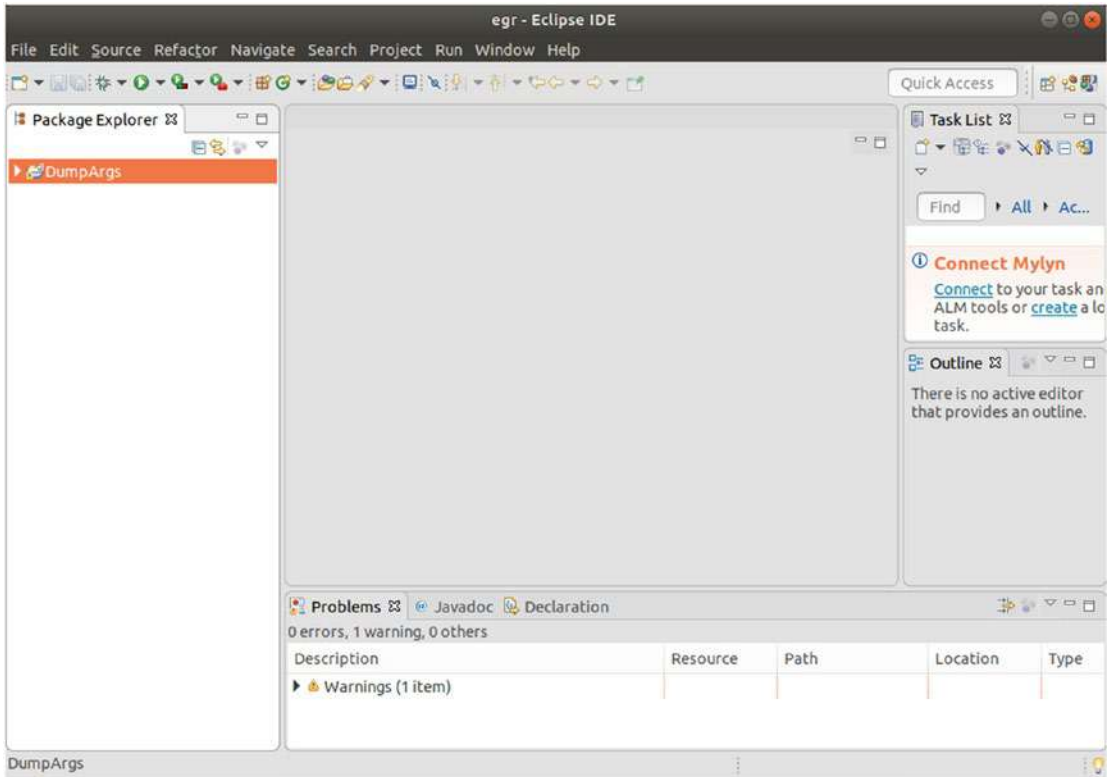 egr - Eclipse IDE
File Edit Source Refactor Navigate Search Project Run Window Help
Quick Access
Package Explorer
DumpArgs
Task List
Find All Ac...
Connect Mylyn
Connect to your task an
ALM tools or create a lo
task.
Outline
There is no active editor
that provides an outline.
Problems Javadoc Declaration
0 errors, 1 warning, 0 others
Description Resource Path Location Type
Warnings (1 item)
DumpArgs